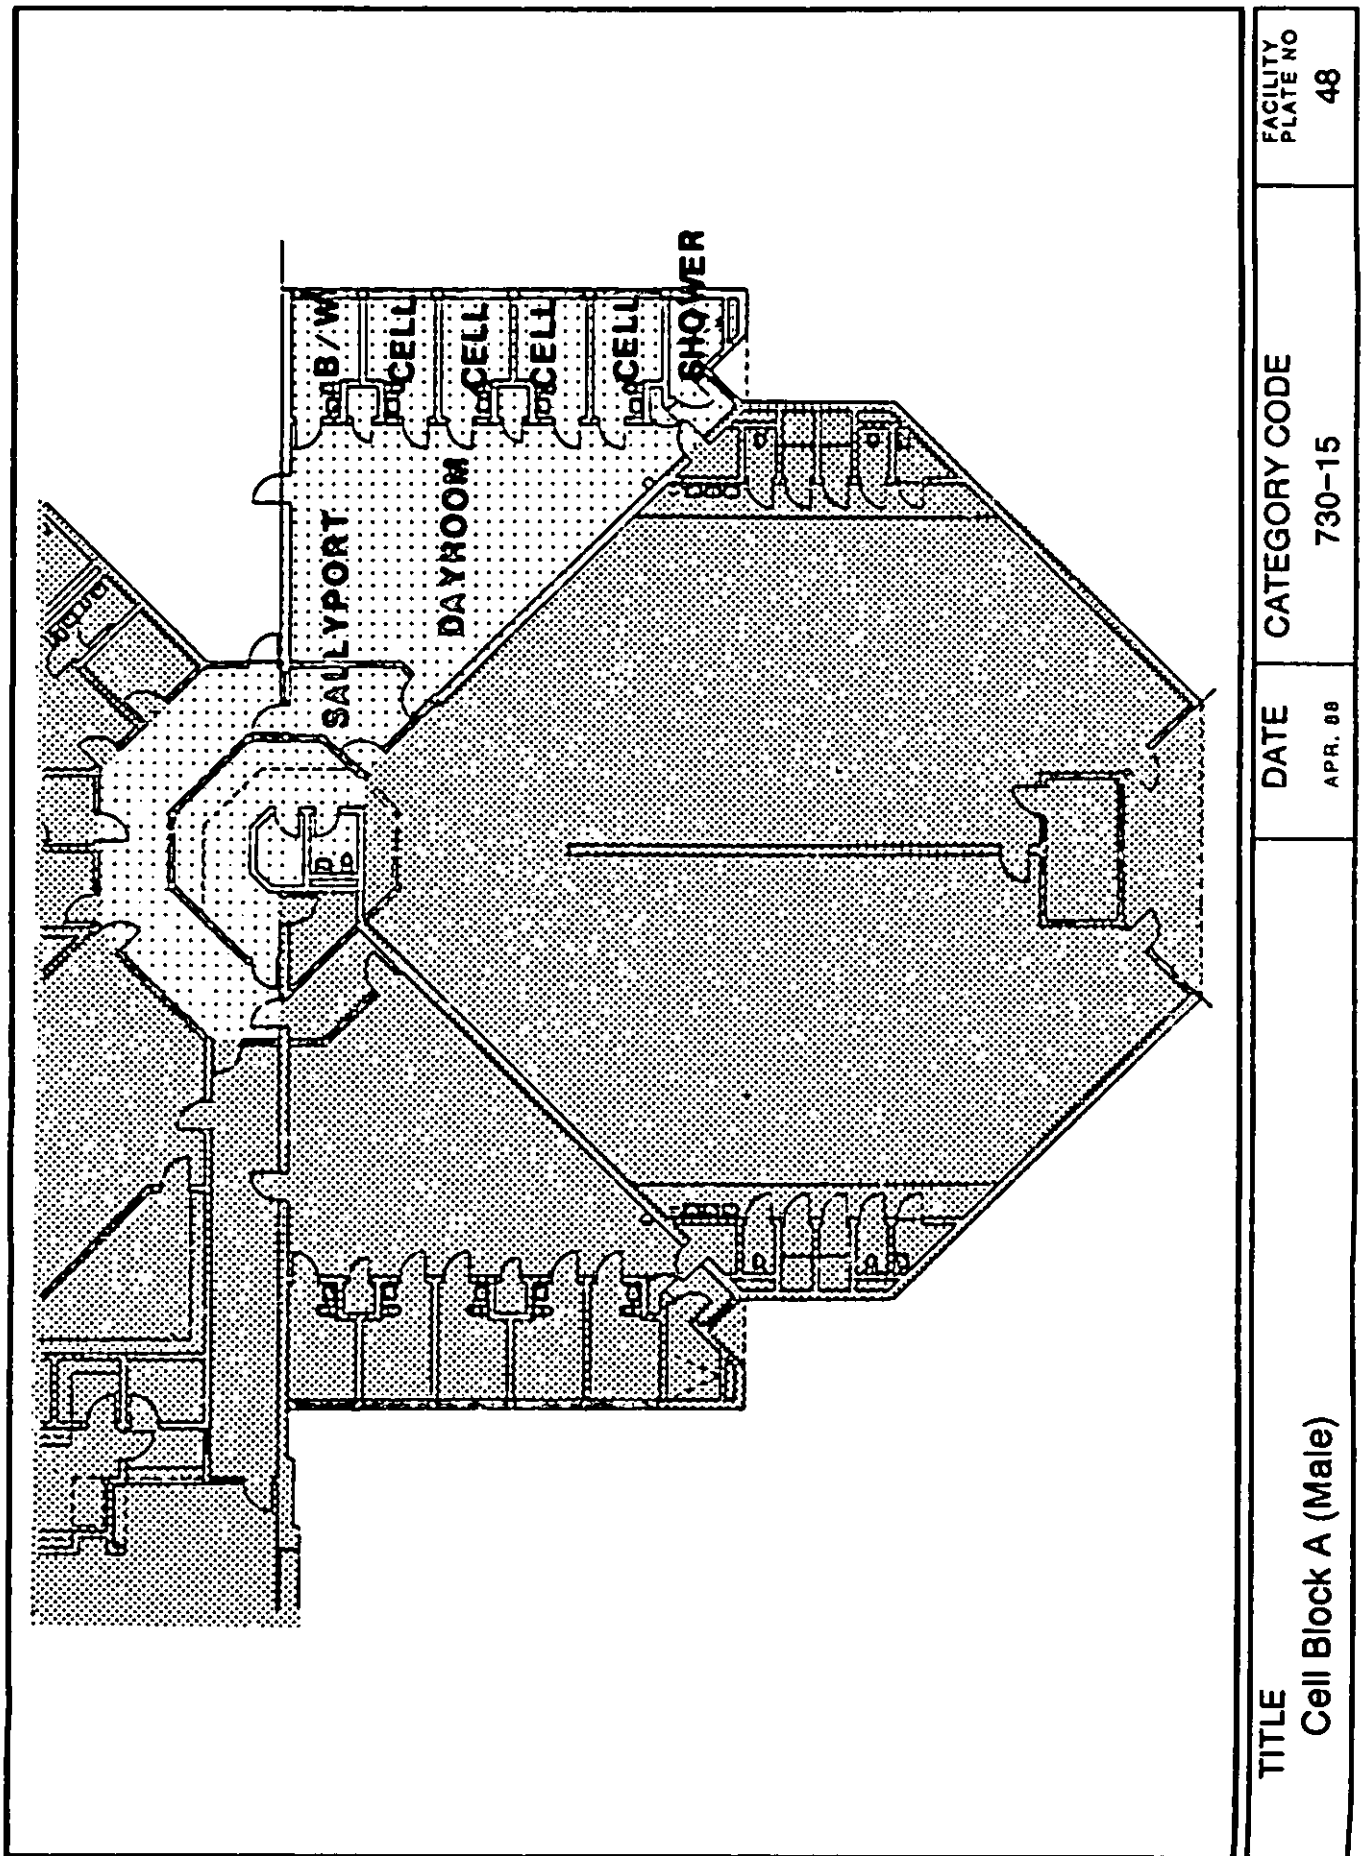 SALLYPORT
DAYROOM
B/W
CELL
CELL
CELL
CELL
SHOWER
TITLE
Cell Block A (Male)
DATE
APR. 88
CATEGORY CODE
730-15
FACILITY
PLATE NO
48